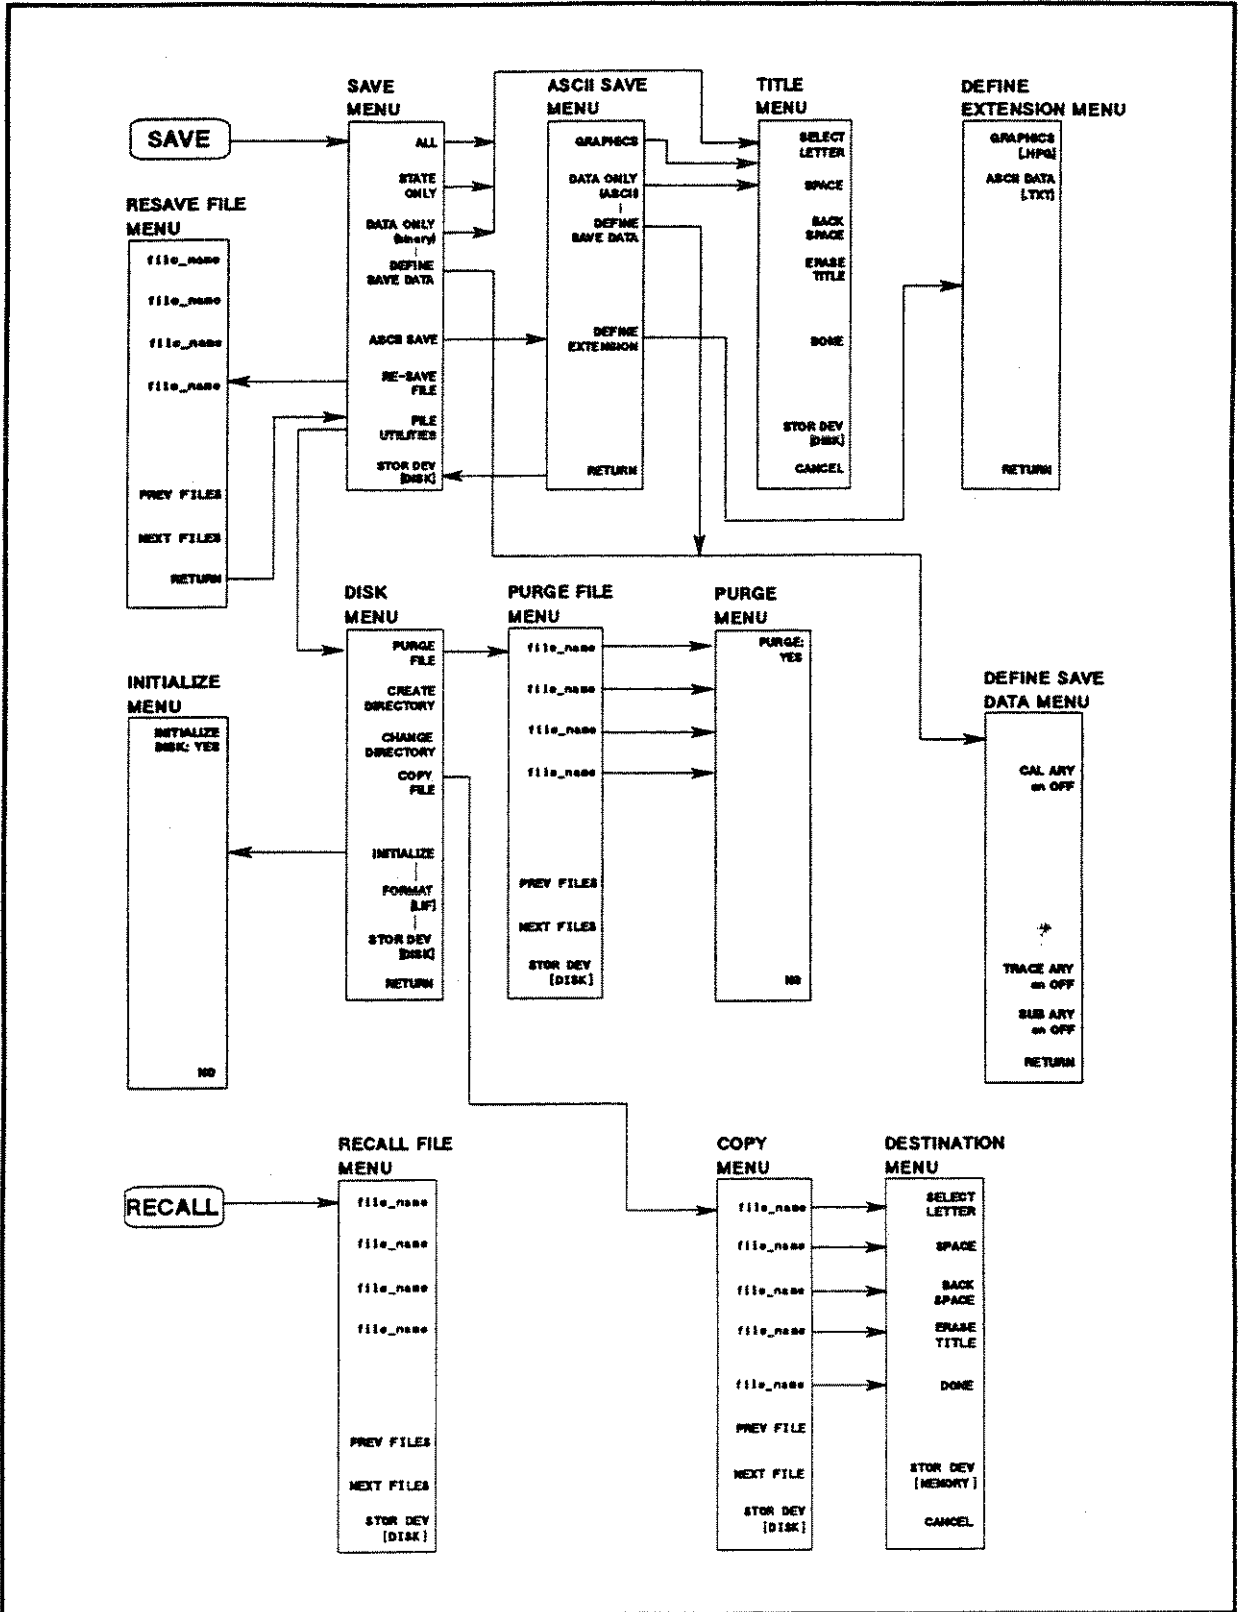 SAVE
SAVE
MENU
ALL
STATE
ONLY
DATA ONLY
(binary)
DEFINE
SAVE DATA
ASCII SAVE
RE-SAVE
FILE
FILE
UTILITIES
STOR DEV
[DISK]
ASCII SAVE
MENU
GRAPHICS
DATA ONLY
(ASCII)
DEFINE
SAVE DATA
DEFINE
EXTENSION
RETURN
TITLE
MENU
SELECT
LETTER
SPACE
BACK
SPACE
ERASE
TITLE
DONE
STOR DEV
[DISK]
CANCEL
DEFINE
EXTENSION MENU
GRAPHICS
[.HPG]
ASCII DATA
[.TXT]
RETURN
RESAVE FILE
MENU
file_name
file_name
file_name
file_name
PREV FILES
NEXT FILES
RETURN
DISK
MENU
PURGE
FILE
CREATE
DIRECTORY
CHANGE
DIRECTORY
COPY
FILE
INITIALIZE
FORMAT
[LIF]
STOR DEV
[DISK]
RETURN
PURGE FILE
MENU
file_name
file_name
file_name
file_name
PREV FILES
NEXT FILES
STOR DEV
[DISK]
PURGE
MENU
PURGE:
YES
NO
INITIALIZE
MENU
INITIALIZE
DISK: YES
NO
DEFINE SAVE
DATA MENU
CAL ARY
on OFF
TRACE ARY
on OFF
SUB ARY
on OFF
RETURN
RECALL
RECALL FILE
MENU
file_name
file_name
file_name
file_name
PREV FILES
NEXT FILES
STOR DEV
[DISK]
COPY
MENU
file_name
file_name
file_name
file_name
file_name
PREV FILE
NEXT FILE
STOR DEV
[DISK]
DESTINATION
MENU
SELECT
LETTER
SPACE
BACK
SPACE
ERASE
TITLE
DONE
STOR DEV
[MEMORY]
CANCEL